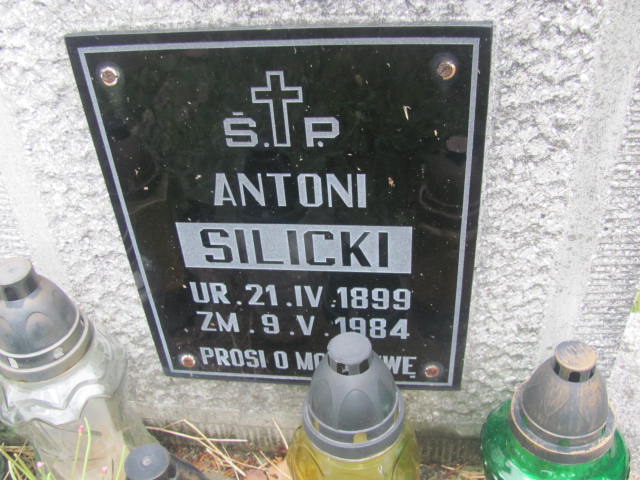 Ś.P.
ANTONI
SILICKI
UR.21.IV.1899
ZM.9.V.1984
PROSI O